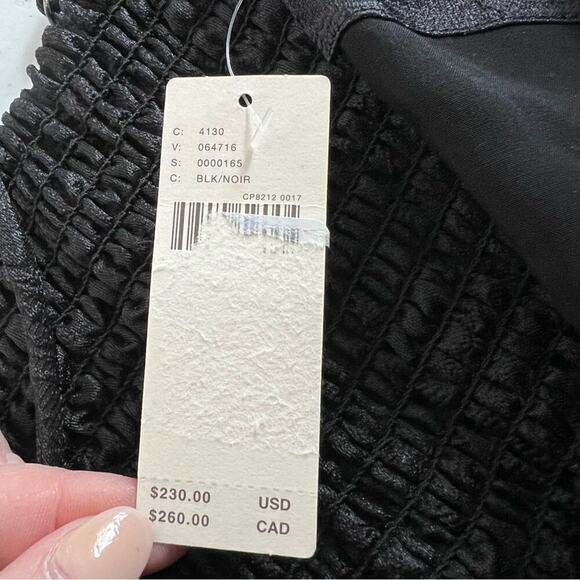 C: 4130
V: 064716
S: 0000165
C: BLK/NOIR
CP8212 0017
$230.00 USD
$260.00 CAD